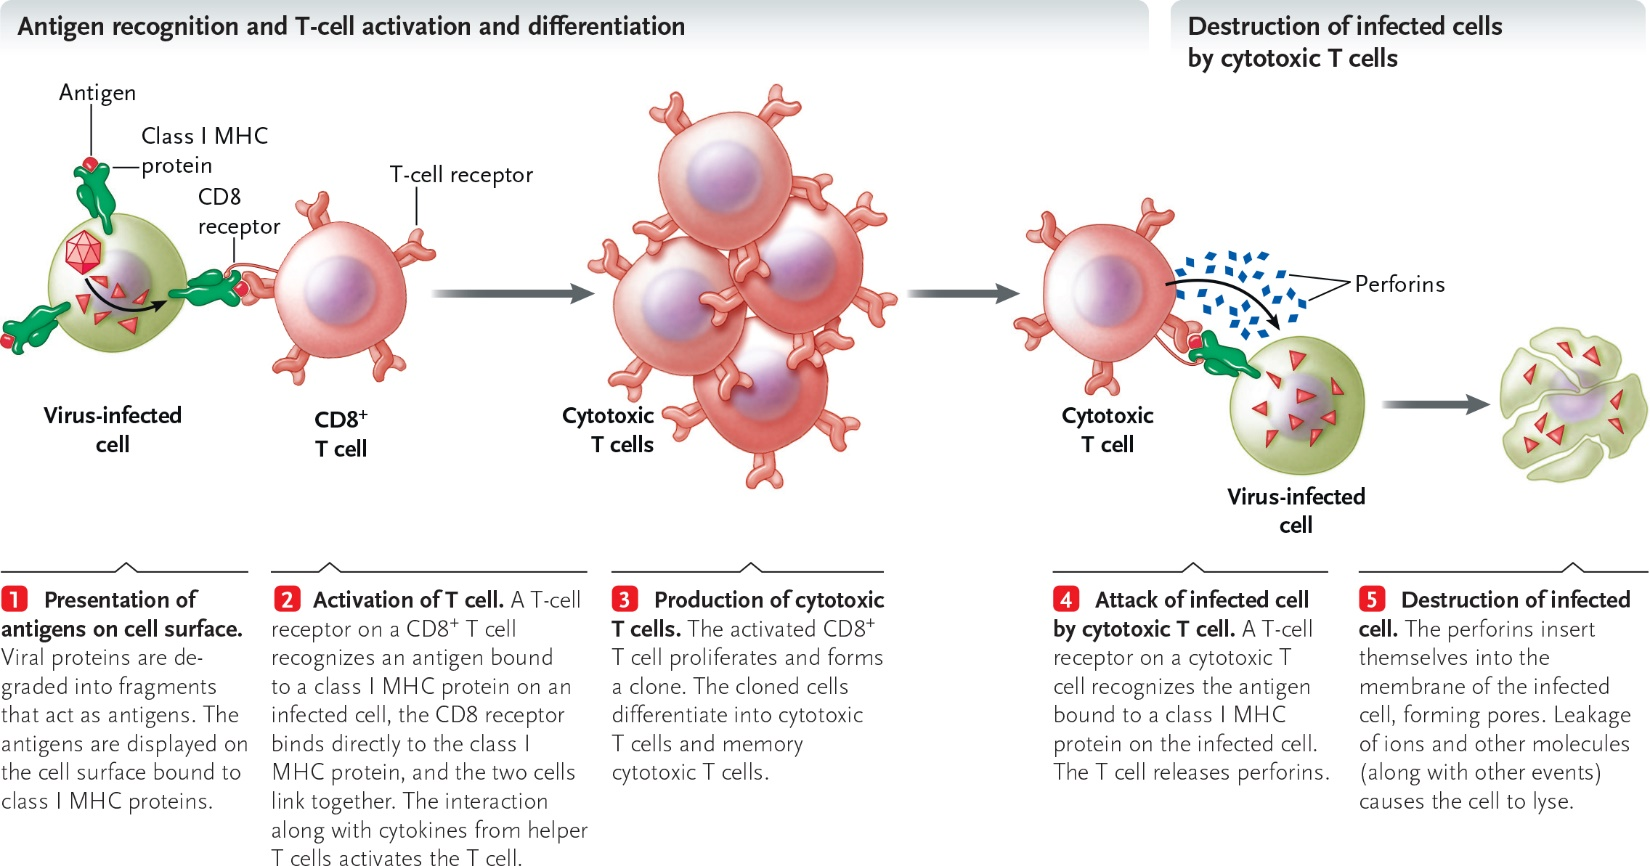 Antigen recognition and T-cell activation and differentiation
Destruction of infected cells
by cytotoxic T cells
Antigen
Class I MHC
protein
CD8
receptor
T-cell receptor
Perforins
Virus-infected
cell
CD8⁺
T cell
Cytotoxic
T cells
Cytotoxic
T cell
Virus-infected
cell
1 Presentation of
antigens on cell surface.
Viral proteins are de-
graded into fragments
that act as antigens. The
antigens are displayed on
the cell surface bound to
class I MHC proteins.
2 Activation of T cell. A T-cell
receptor on a CD8⁺ T cell
recognizes an antigen bound
to a class I MHC protein on an
infected cell, the CD8 receptor
binds directly to the class I
MHC protein, and the two cells
link together. The interaction
along with cytokines from helper
T cells activates the T cell.
3 Production of cytotoxic
T cells. The activated CD8⁺
T cell proliferates and forms
a clone. The cloned cells
differentiate into cytotoxic
T cells and memory
cytotoxic T cells.
4 Attack of infected cell
by cytotoxic T cell. A T-cell
receptor on a cytotoxic T
cell recognizes the antigen
bound to a class I MHC
protein on the infected cell.
The T cell releases perforins.
5 Destruction of infected
cell. The perforins insert
themselves into the
membrane of the infected
cell, forming pores. Leakage
of ions and other molecules
(along with other events)
causes the cell to lyse.